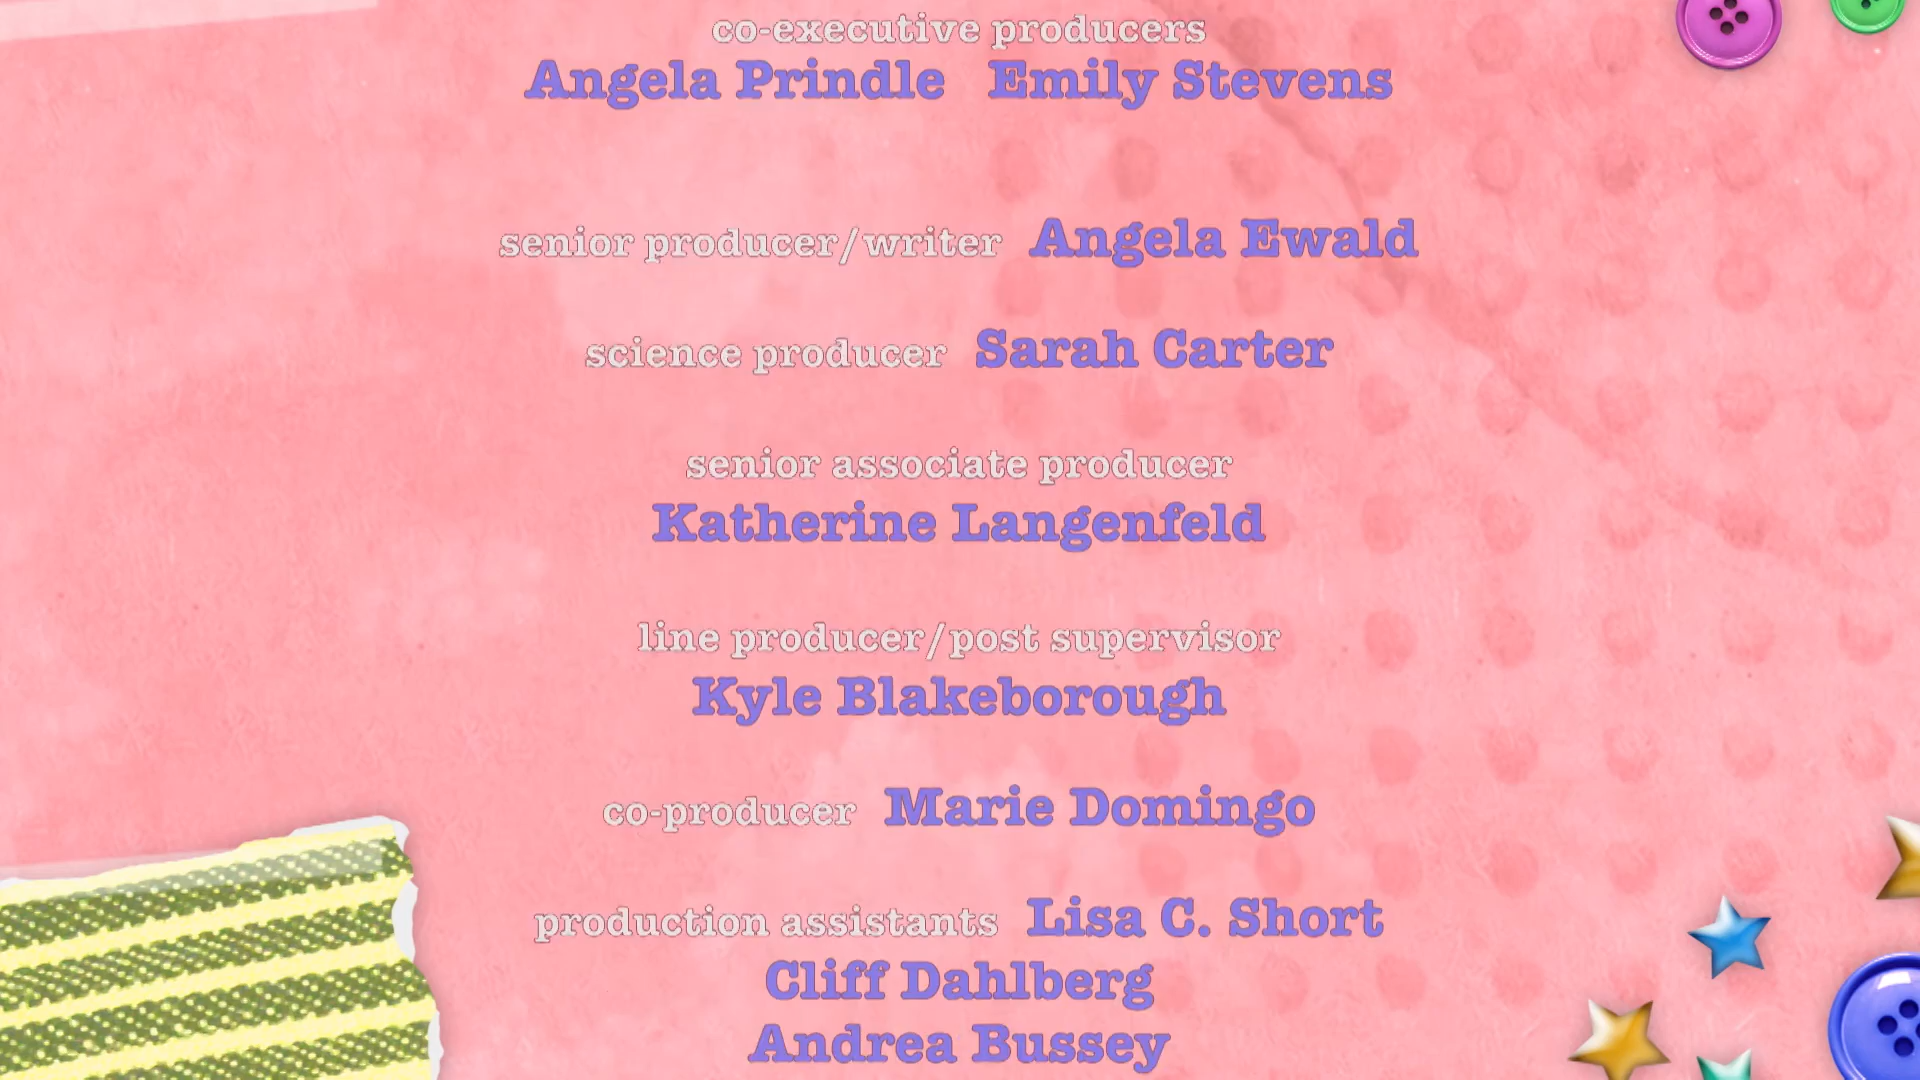 co-executive producers
Angela Prindle Emily Stevens
senior producer/writer Angela Ewald
science producer Sarah Carter
senior associate producer
Katherine Langenfeld
line producer/post supervisor
Kyle Blakeborough
co-producer Marie Domingo
production assistants Lisa C. Short
Cliff Dahlberg
Andrea Bussey